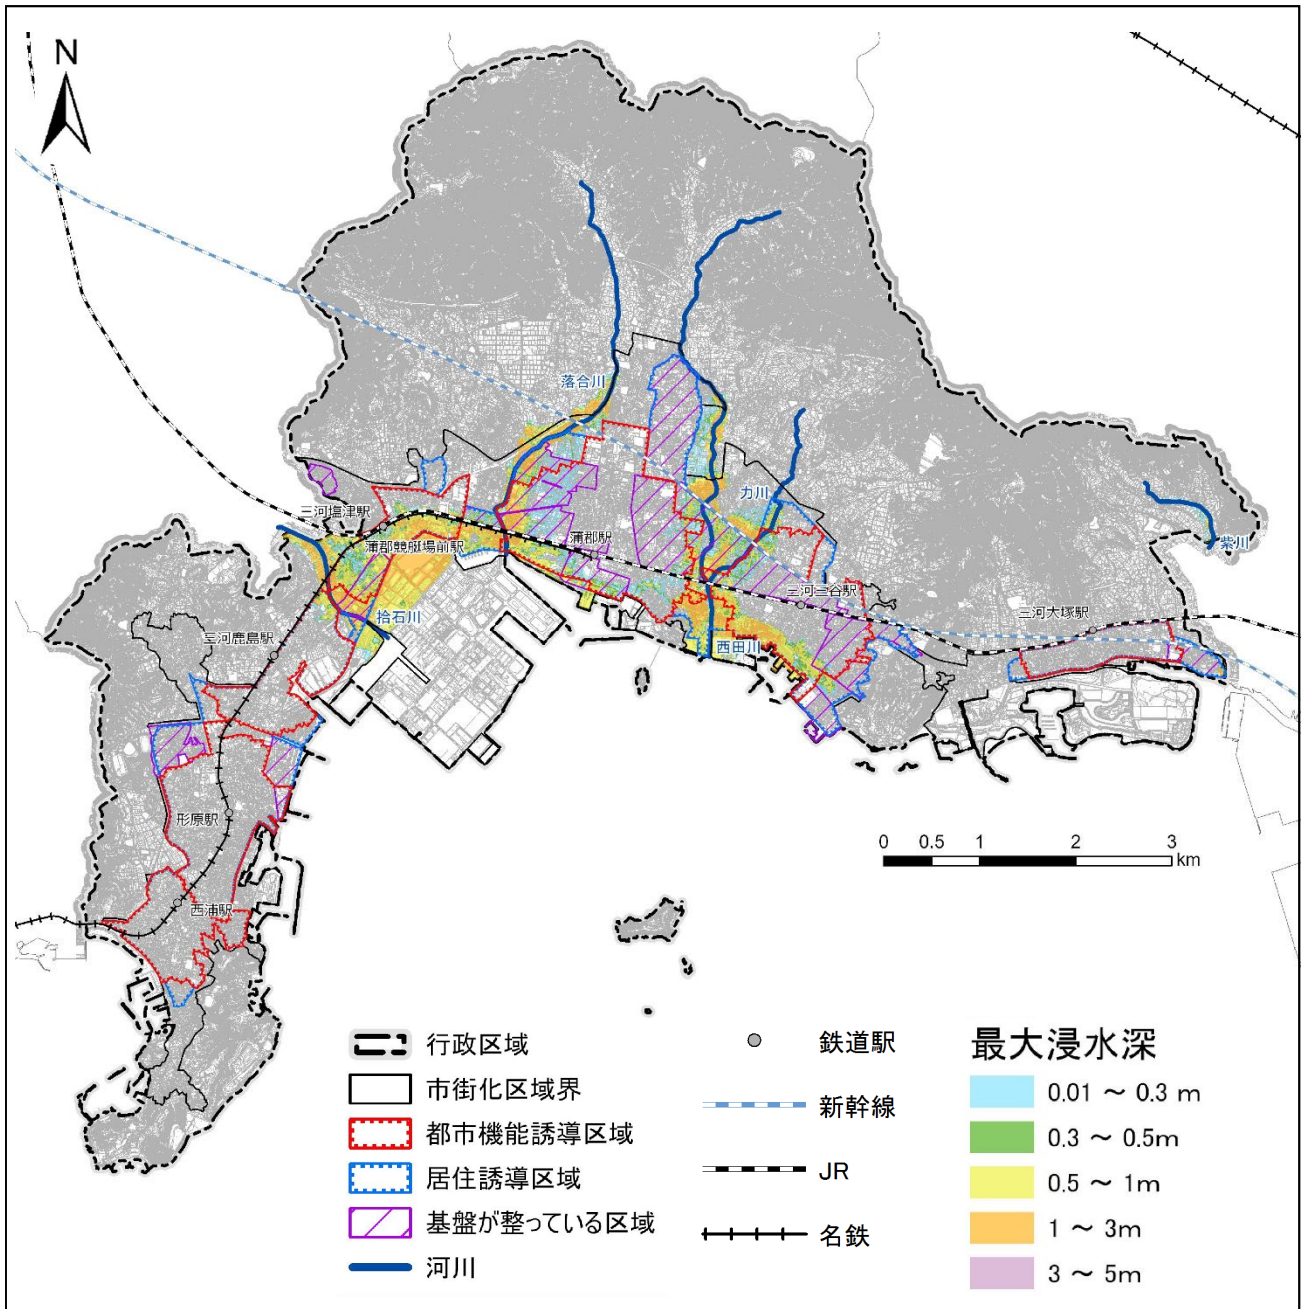 N
落合川
力川
三河塩津駅
蒲郡競艇場前駅
蒲郡駅
紫川
三河三谷駅
三河大塚駅
拾石川
三河鹿島駅
西田川
形原駅
西浦駅
0 0.5 1 2 3
km
行政区域
市街化区域界
都市機能誘導区域
居住誘導区域
基盤が整っている区域
河川
鉄道駅
新幹線
JR
名鉄
最大浸水深
0.01 ～ 0.3 m
0.3 ～ 0.5m
0.5 ～ 1m
1 ～ 3m
3 ～ 5m